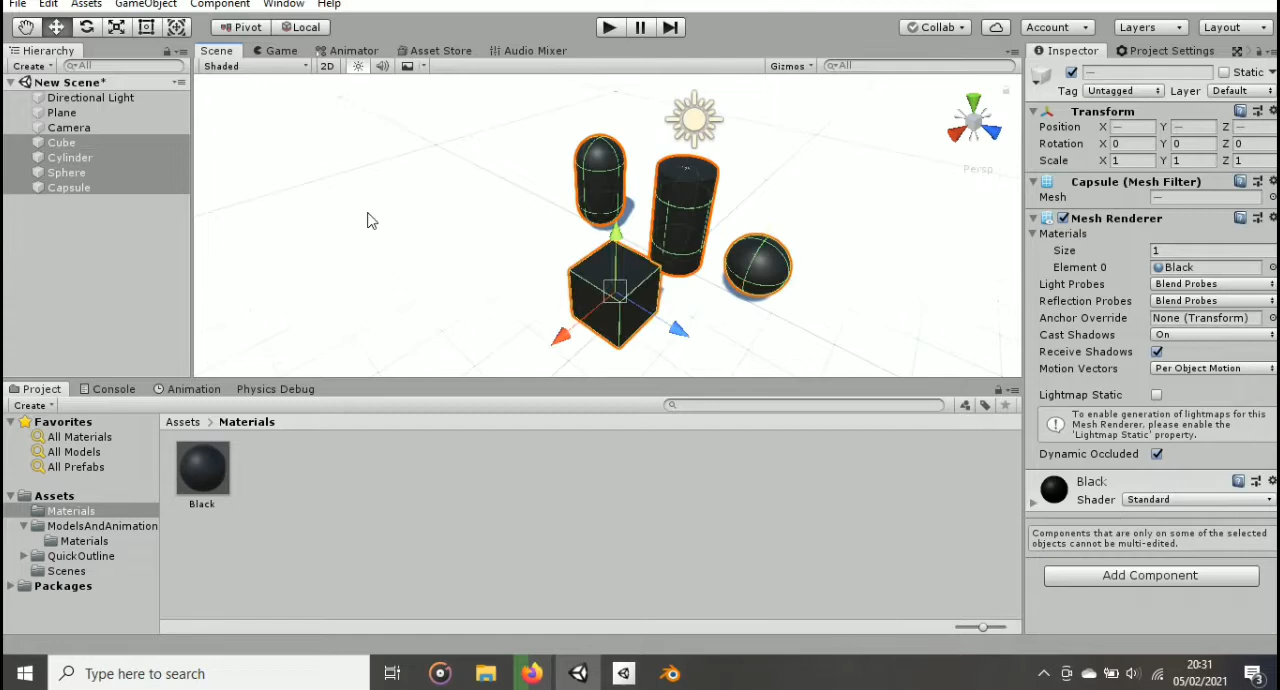 File Edit Assets GameObject Component Window Help
Pivot Local Collab Account Layers Layout
Hierarchy
Create All
New Scene*
Directional Light
Plane
Camera
Cube
Cylinder
Sphere
Capsule
Scene Game Animator Asset Store Audio Mixer
Shaded 2D Gizmos All
Persp
Inspector Project Settings
— Static
Tag Untagged Layer Default
Transform
Position X — Y — Z —
Rotation X 0 Y 0 Z 0
Scale X 1 Y 1 Z 1
Capsule (Mesh Filter)
Mesh —
Mesh Renderer
Materials
Size 1
Element 0 Black
Light Probes Blend Probes
Reflection Probes Blend Probes
Anchor Override None (Transform)
Cast Shadows On
Receive Shadows
Motion Vectors Per Object Motion
Lightmap Static
To enable generation of lightmaps for this
Mesh Renderer, please enable the
'Lightmap Static' property.
Dynamic Occluded
Black
Shader Standard
Components that are only on some of the selected
objects cannot be multi-edited.
Add Component
Project Console Animation Physics Debug
Create
Favorites
All Materials
All Models
All Prefabs
Assets
Materials
ModelsAndAnimation
Materials
QuickOutline
Scenes
Packages
Assets > Materials
Black
Type here to search
20:31
05/02/2021
3